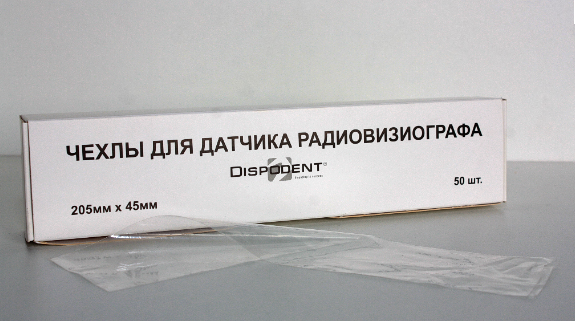 ЧЕХЛЫ ДЛЯ ДАТЧИКА РАДИОВИЗИОГРАФА
DISPODENT
205мм х 45мм
50 шт.